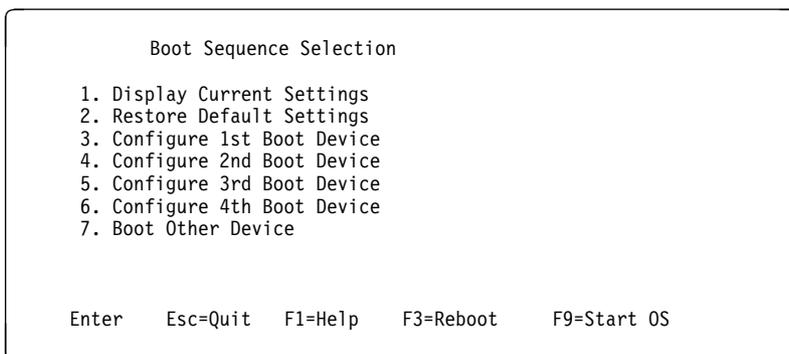 Boot Sequence Selection
1. Display Current Settings
2. Restore Default Settings
3. Configure 1st Boot Device
4. Configure 2nd Boot Device
5. Configure 3rd Boot Device
6. Configure 4th Boot Device
7. Boot Other Device
Enter Esc=Quit F1=Help F3=Reboot F9=Start OS